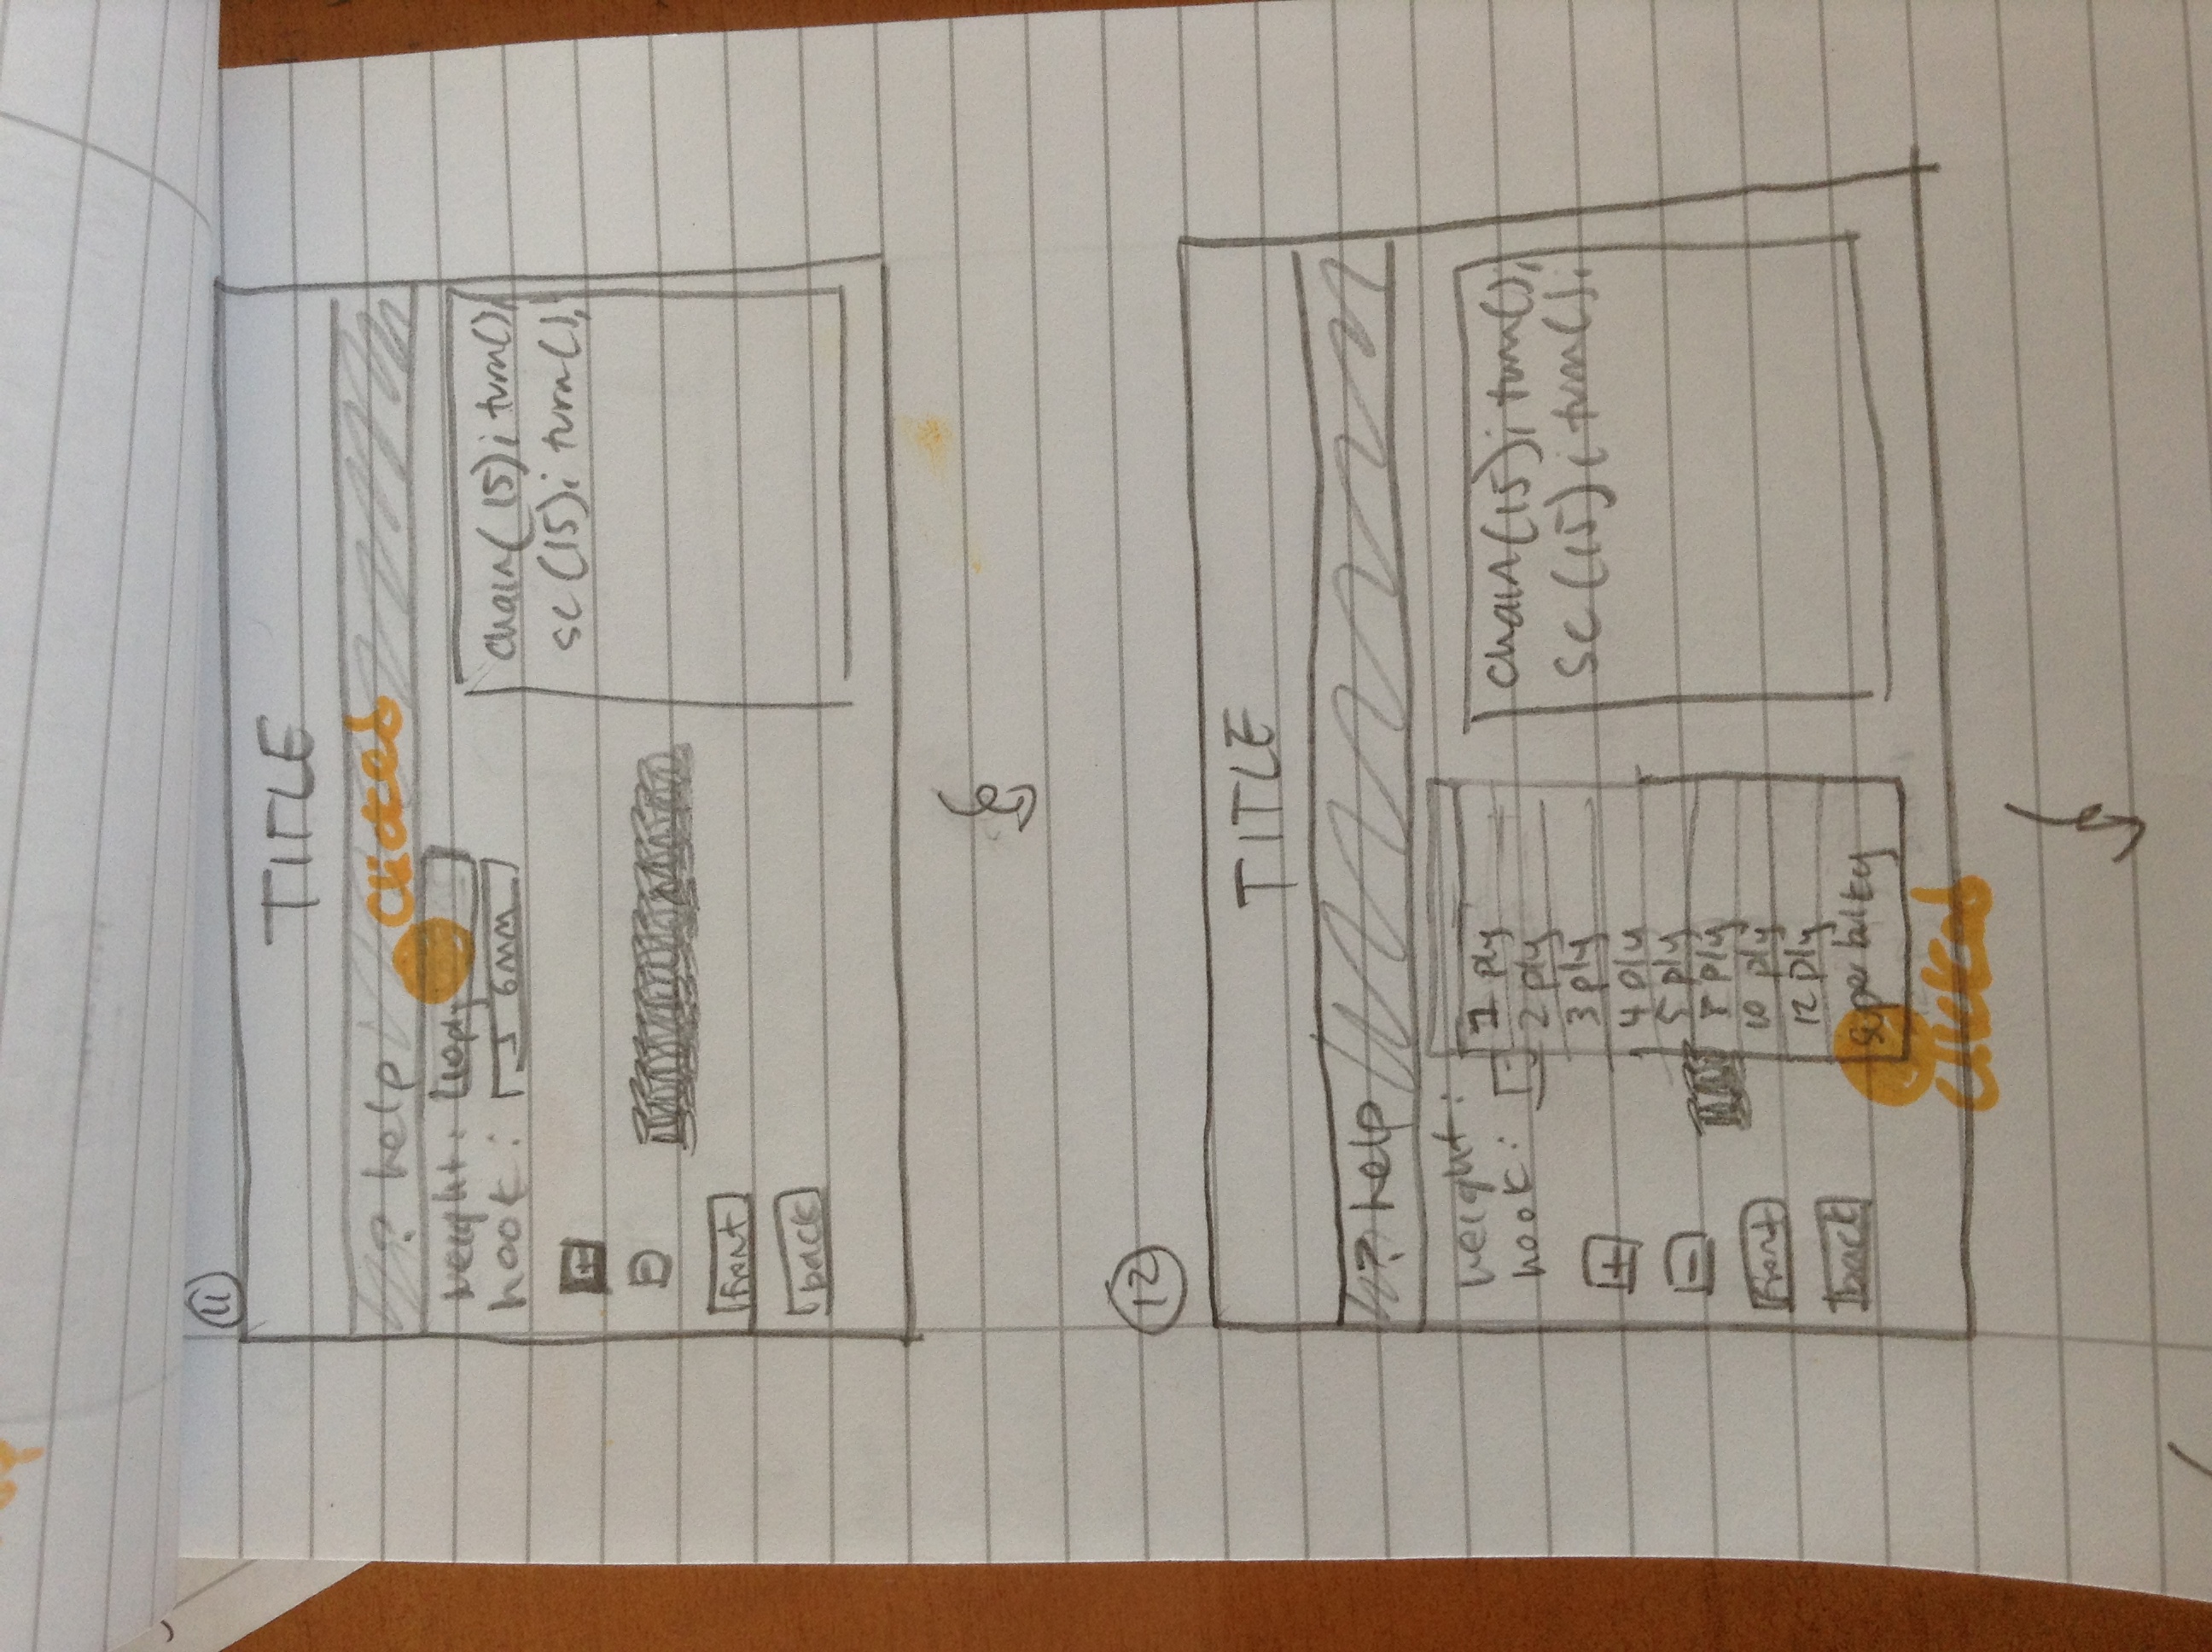 11
TITLE
? help
clicked
weight: 10ply
hook: J 6mm
chain(15); turn();
sc(15); turn();
+
-
front
back
12
TITLE
? help
weight:
hook:
1 ply
2 ply
3 ply
4 ply
5 ply
8 ply
10 ply
12 ply
super bulky
chain(15); turn();
sc(15); turn();
+
-
front
back
clicked